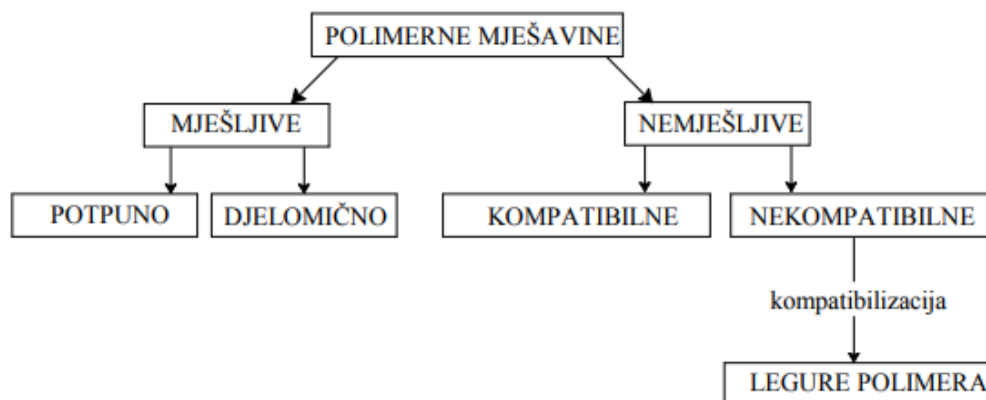 POLIMERNE MJEŠAVINE
MJEŠLJIVE
NEMJEŠLJIVE
POTPUNO
DJELOMIČNO
KOMPATIBILNE
NEKOMPATIBILNE
kompatibilizacija
LEGURE POLIMERA